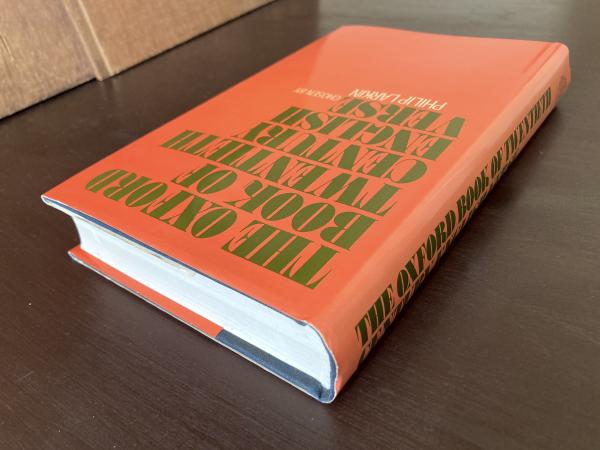 THE OXFORD
BOOK OF
TWENTIETH
CENTURY
ENGLISH
VERSE
CHOSEN BY
PHILIP LARKIN
THE OXFORD BOOK OF TWENTIETH